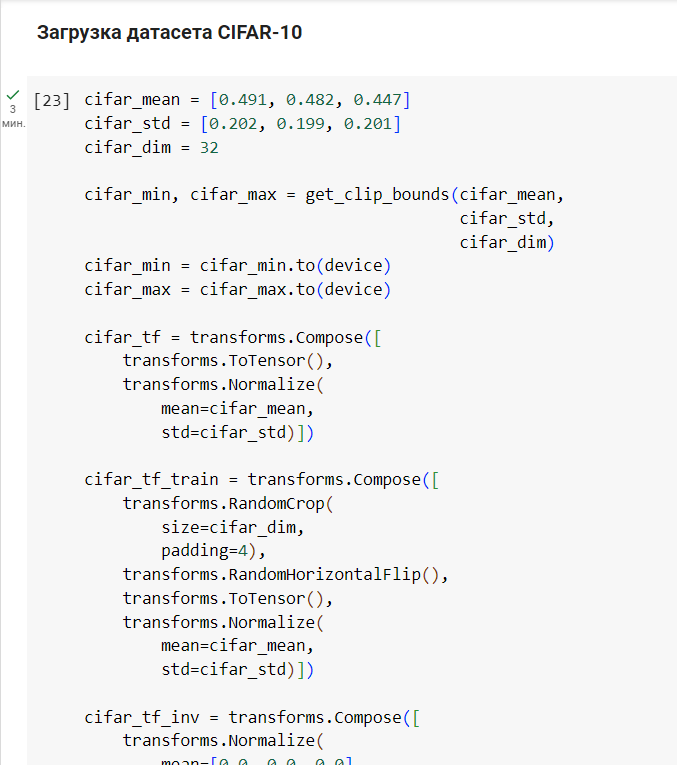 Загрузка датасета CIFAR-10
3
мин.
[23]
cifar_mean = [0.491, 0.482, 0.447]
cifar_std = [0.202, 0.199, 0.201]
cifar_dim = 32
cifar_min, cifar_max = get_clip_bounds(cifar_mean,
cifar_std,
cifar_dim)
cifar_min = cifar_min.to(device)
cifar_max = cifar_max.to(device)
cifar_tf = transforms.Compose([
transforms.ToTensor(),
transforms.Normalize(
mean=cifar_mean,
std=cifar_std)])
cifar_tf_train = transforms.Compose([
transforms.RandomCrop(
size=cifar_dim,
padding=4),
transforms.RandomHorizontalFlip(),
transforms.ToTensor(),
transforms.Normalize(
mean=cifar_mean,
std=cifar_std)])
cifar_tf_inv = transforms.Compose([
transforms.Normalize(
mean=[0.0, 0.0, 0.0]